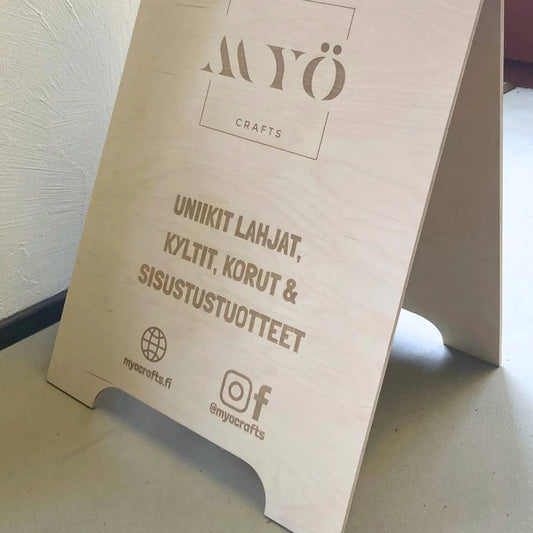 MYÖ
CRAFTS
UNIIKIT LAHJAT,
KYLTIT, KORUT &
SISUSTUSTUOTTEET
myocrafts.fi
@myocrafts